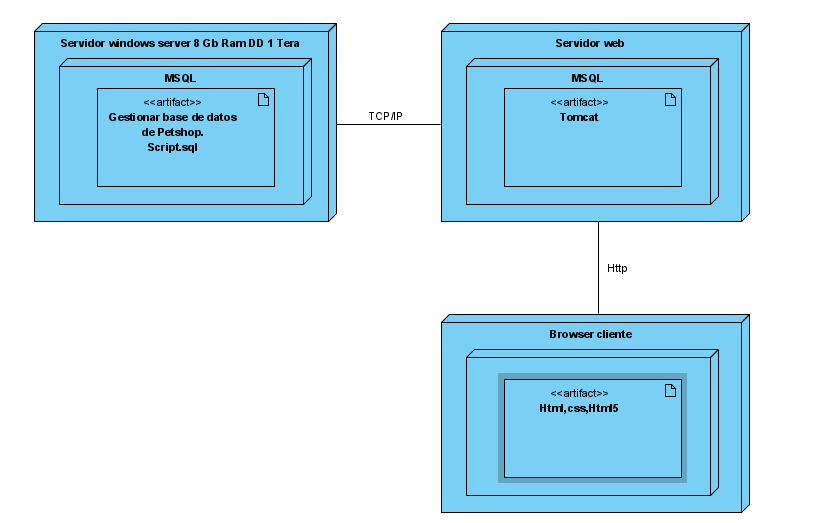 Servidor windows server 8 Gb Ram DD 1 Tera
MSQL
<<artifact>>
Gestionar base de datos
de Petshop.
Script.sql
TCP/IP
Servidor web
MSQL
<<artifact>>
Tomcat
Http
Browser cliente
<<artifact>>
Html,css,Html5